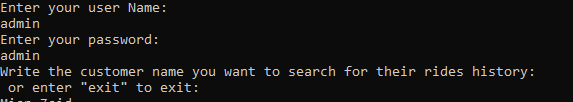 Enter your user Name:
admin
Enter your password:
admin
Write the customer name you want to search for their rides history:
or enter "exit" to exit: